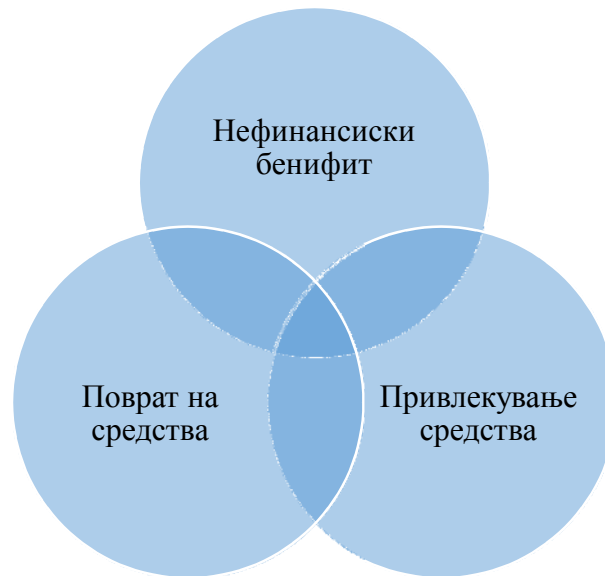 Нефинансиски
бенифит
Поврат на
средства
Привлекување
средства